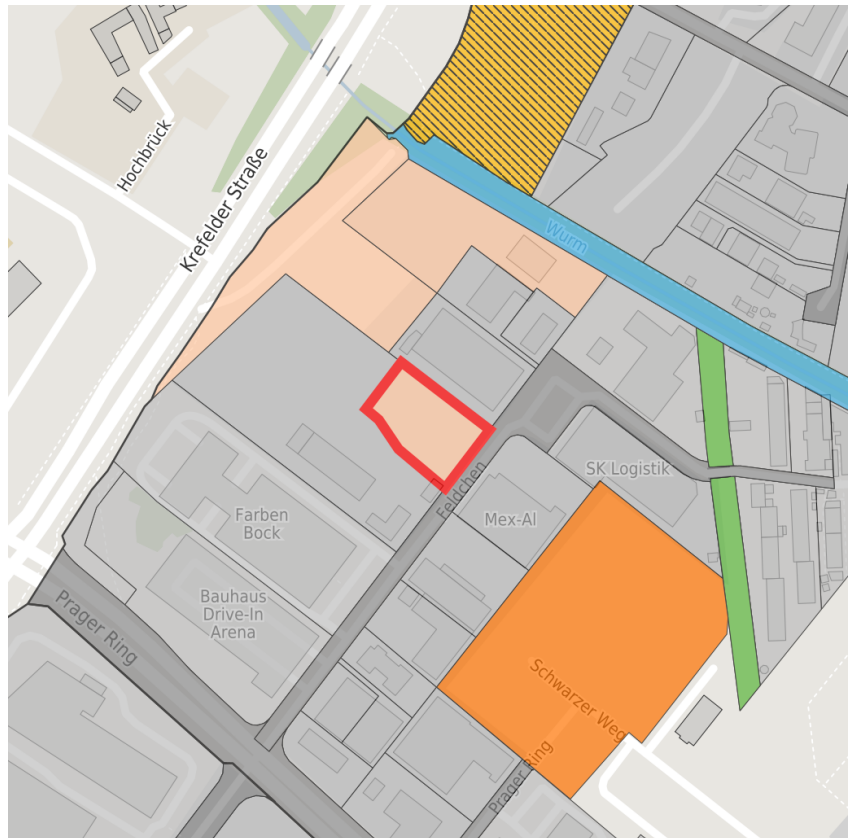 Hochbrück
Krefelder Straße
Wurm
Feldchen
SK Logistik
Mex-Al
Farben
Bock
Bauhaus
Drive-In
Arena
Prager Ring
Schwarzer Weg
Prager Ring